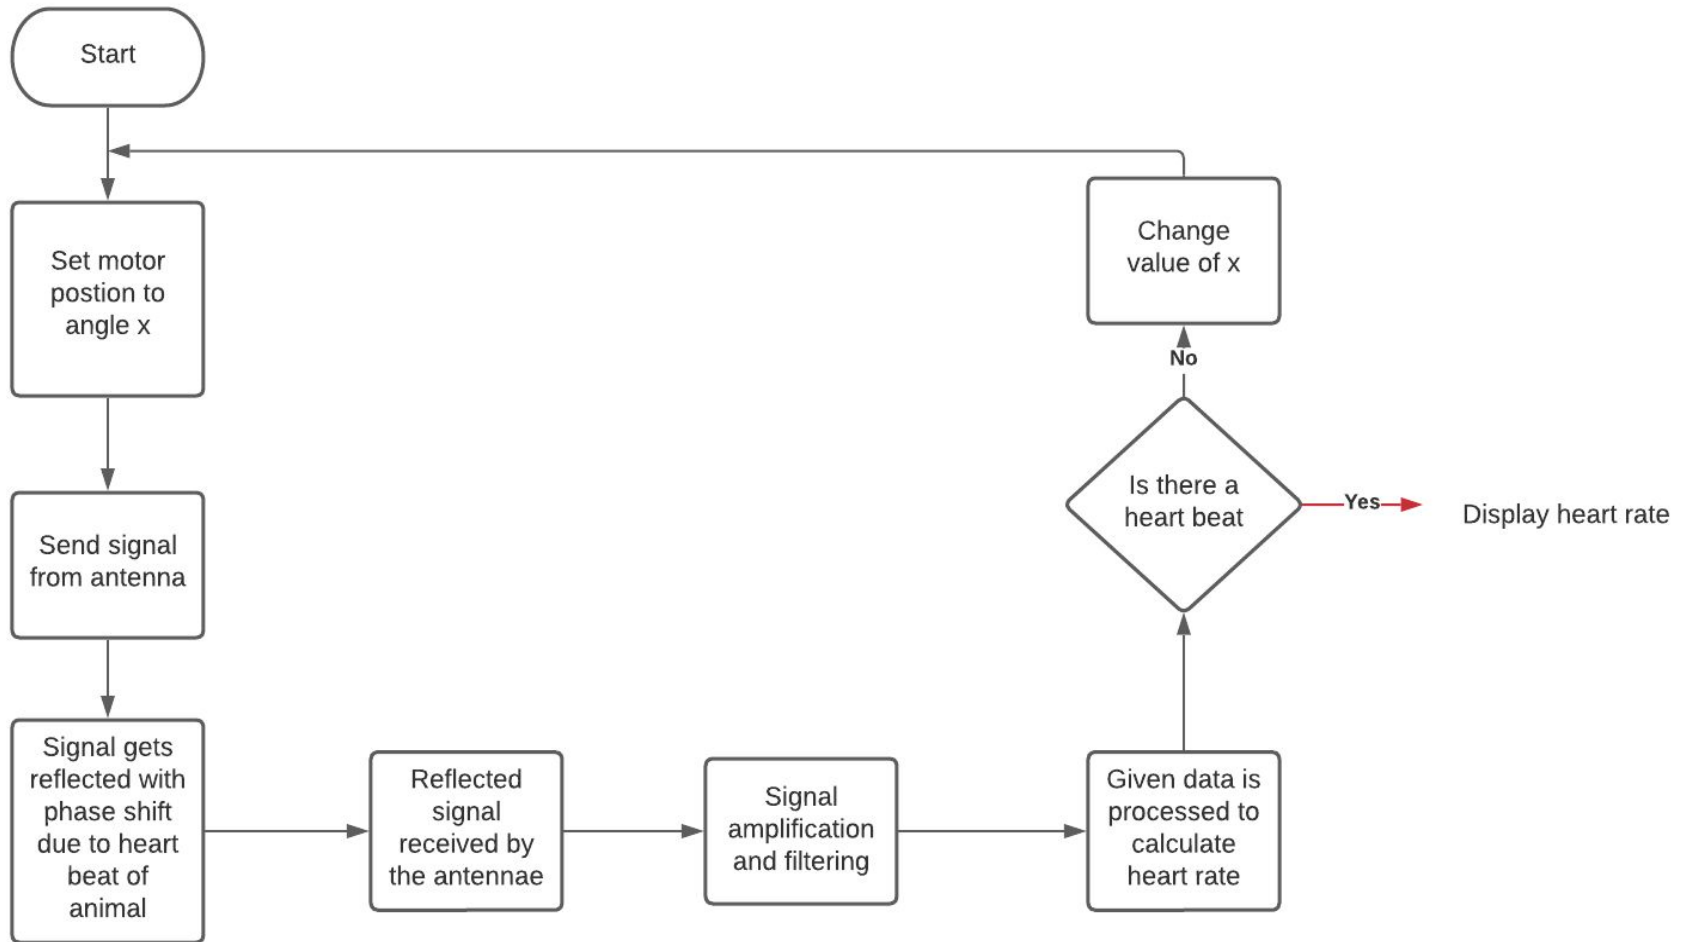 Start
Set motor
postion to
angle x
Send signal
from antenna
Signal gets
reflected with
phase shift
due to heart
beat of
animal
Reflected
signal
received by
the antennae
Signal
amplification
and filtering
Given data is
processed to
calculate
heart rate
Is there a
heart beat
Yes
Display heart rate
No
Change
value of x